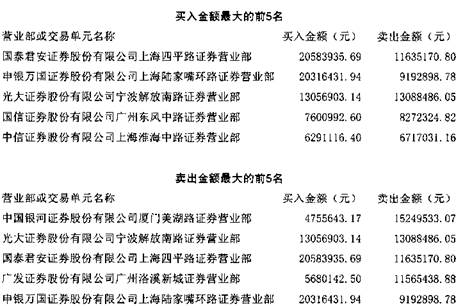 买入金额最大的前5名
营业部或交易单元名称 买入金额（元） 卖出金额（元）
国泰君安证券股份有限公司上海四平路证券营业部 20583935.69 11635170.80
申银万国证券股份有限公司上海陆家嘴环路证券营业部 20316431.94 9192898.78
光大证券股份有限公司宁波解放南路证券营业部 13056903.14 13088486.05
国信证券股份有限公司广州东风中路证券营业部 7600992.60 8272324.82
中信证券股份有限公司上海淮海中路证券营业部 6291116.40 6717031.16
卖出金额最大的前5名
营业部或交易单元名称 买入金额（元） 卖出金额（元）
中国银河证券股份有限公司厦门美湖路证券营业部 4755643.17 15249533.07
光大证券股份有限公司宁波解放南路证券营业部 13056903.14 13088486.05
国泰君安证券股份有限公司上海四平路证券营业部 20583935.69 11635170.80
广发证券股份有限公司广州洛溪新城证券营业部 5680142.50 11565438.88
申银万国证券股份有限公司上海陆家嘴环路证券营业部 20316431.94 9192898.78